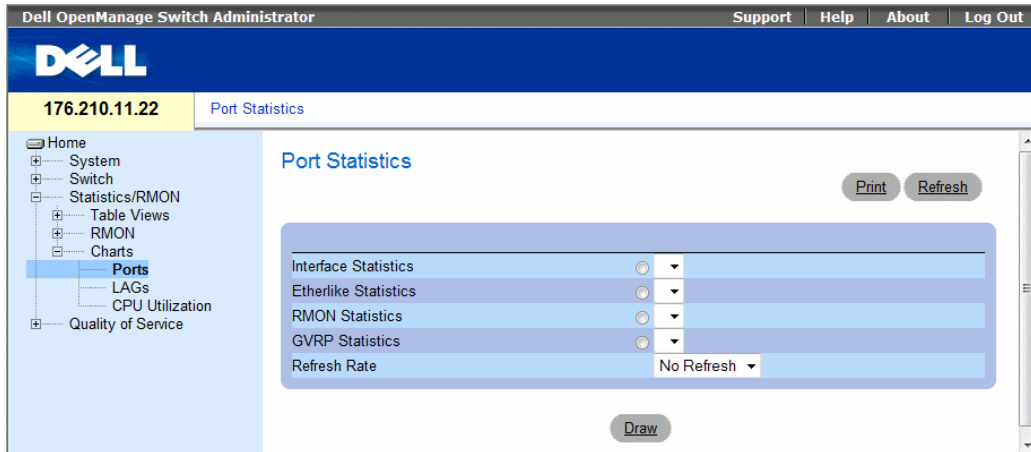 Dell OpenManage Switch Administrator
Support | Help | About | Log Out
DELL
176.210.11.22
Port Statistics
Home
System
Switch
Statistics/RMON
Table Views
RMON
Charts
Ports
LAGs
CPU Utilization
Quality of Service
Port Statistics
Print
Refresh
Interface Statistics
Etherlike Statistics
RMON Statistics
GVRP Statistics
Refresh Rate
No Refresh
Draw